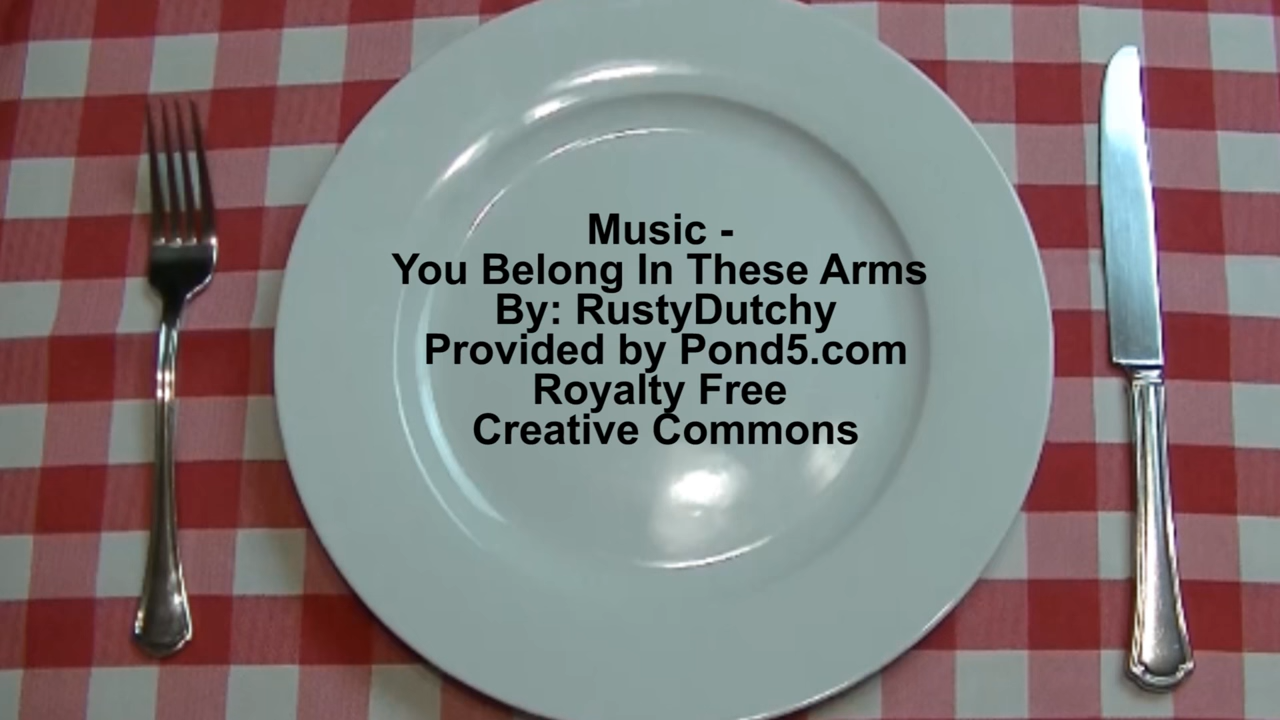 Music -
You Belong In These Arms
By: RustyDutchy
Provided by Pond5.com
Royalty Free
Creative Commons